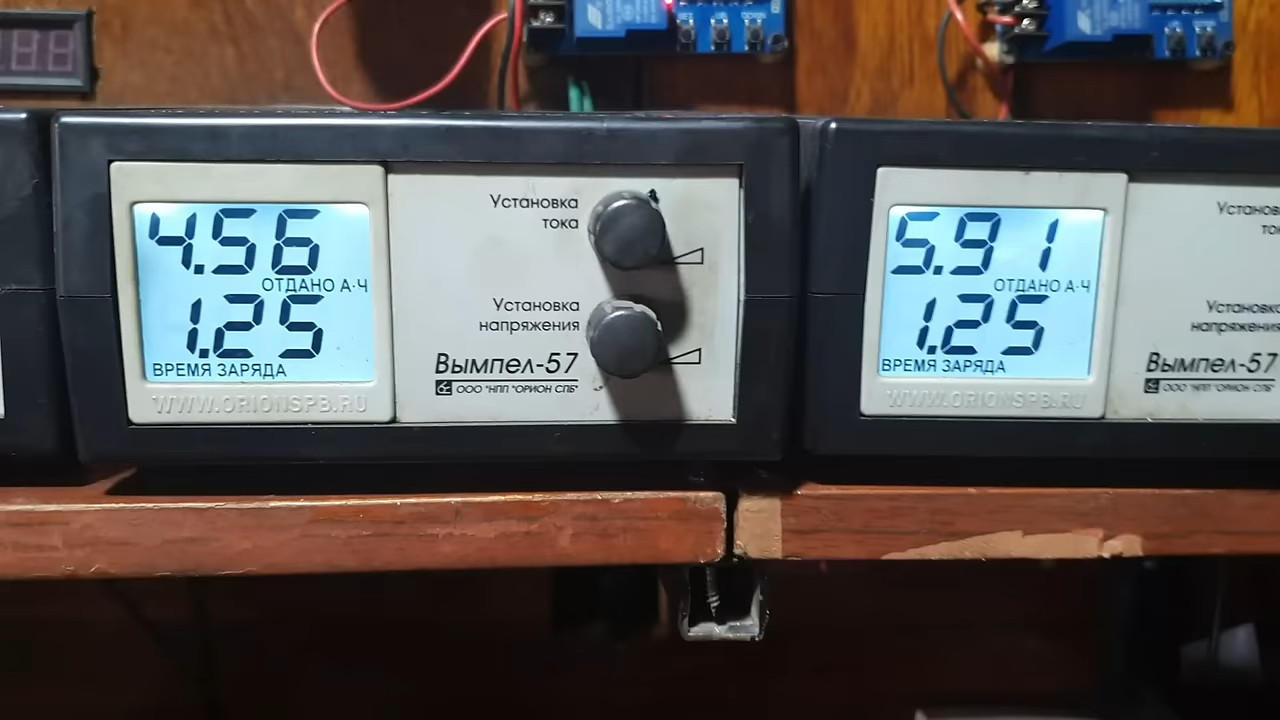 4.56
ОТДАНО А·Ч
1.25
ВРЕМЯ ЗАРЯДА
WWW.ORIONSPB.RU
Установка
тока
Установка
напряжения
Вымпел-57
ООО "НПП "ОРИОН СПБ"
5.91
ОТДАНО А·Ч
1.25
ВРЕМЯ ЗАРЯДА
WWW.ORIONSPB.RU
Установк
ток
Установка
напряжения
Вымпел-57
ООО "НПП "ОРИОН СПБ"